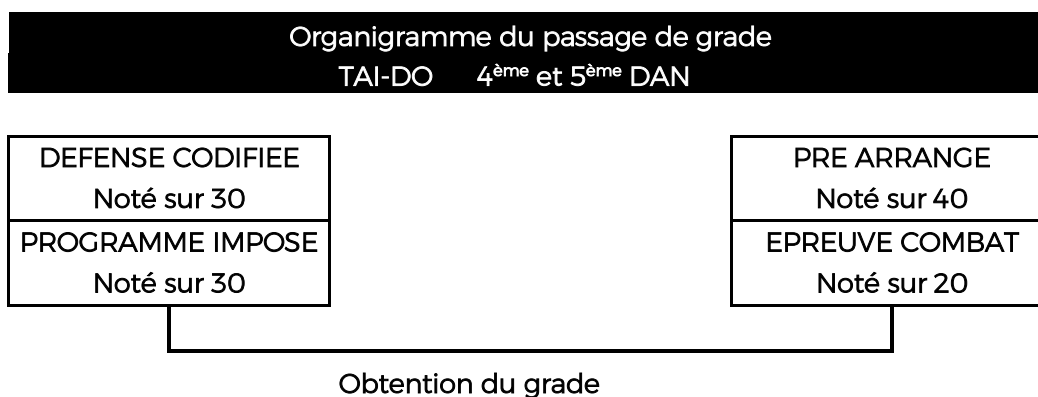 Organigramme du passage de grade
TAI-DO 4ème et 5ème DAN
DEFENSE CODIFIEE
Noté sur 30
PROGRAMME IMPOSE
Noté sur 30
PRE ARRANGE
Noté sur 40
EPREUVE COMBAT
Noté sur 20
Obtention du grade